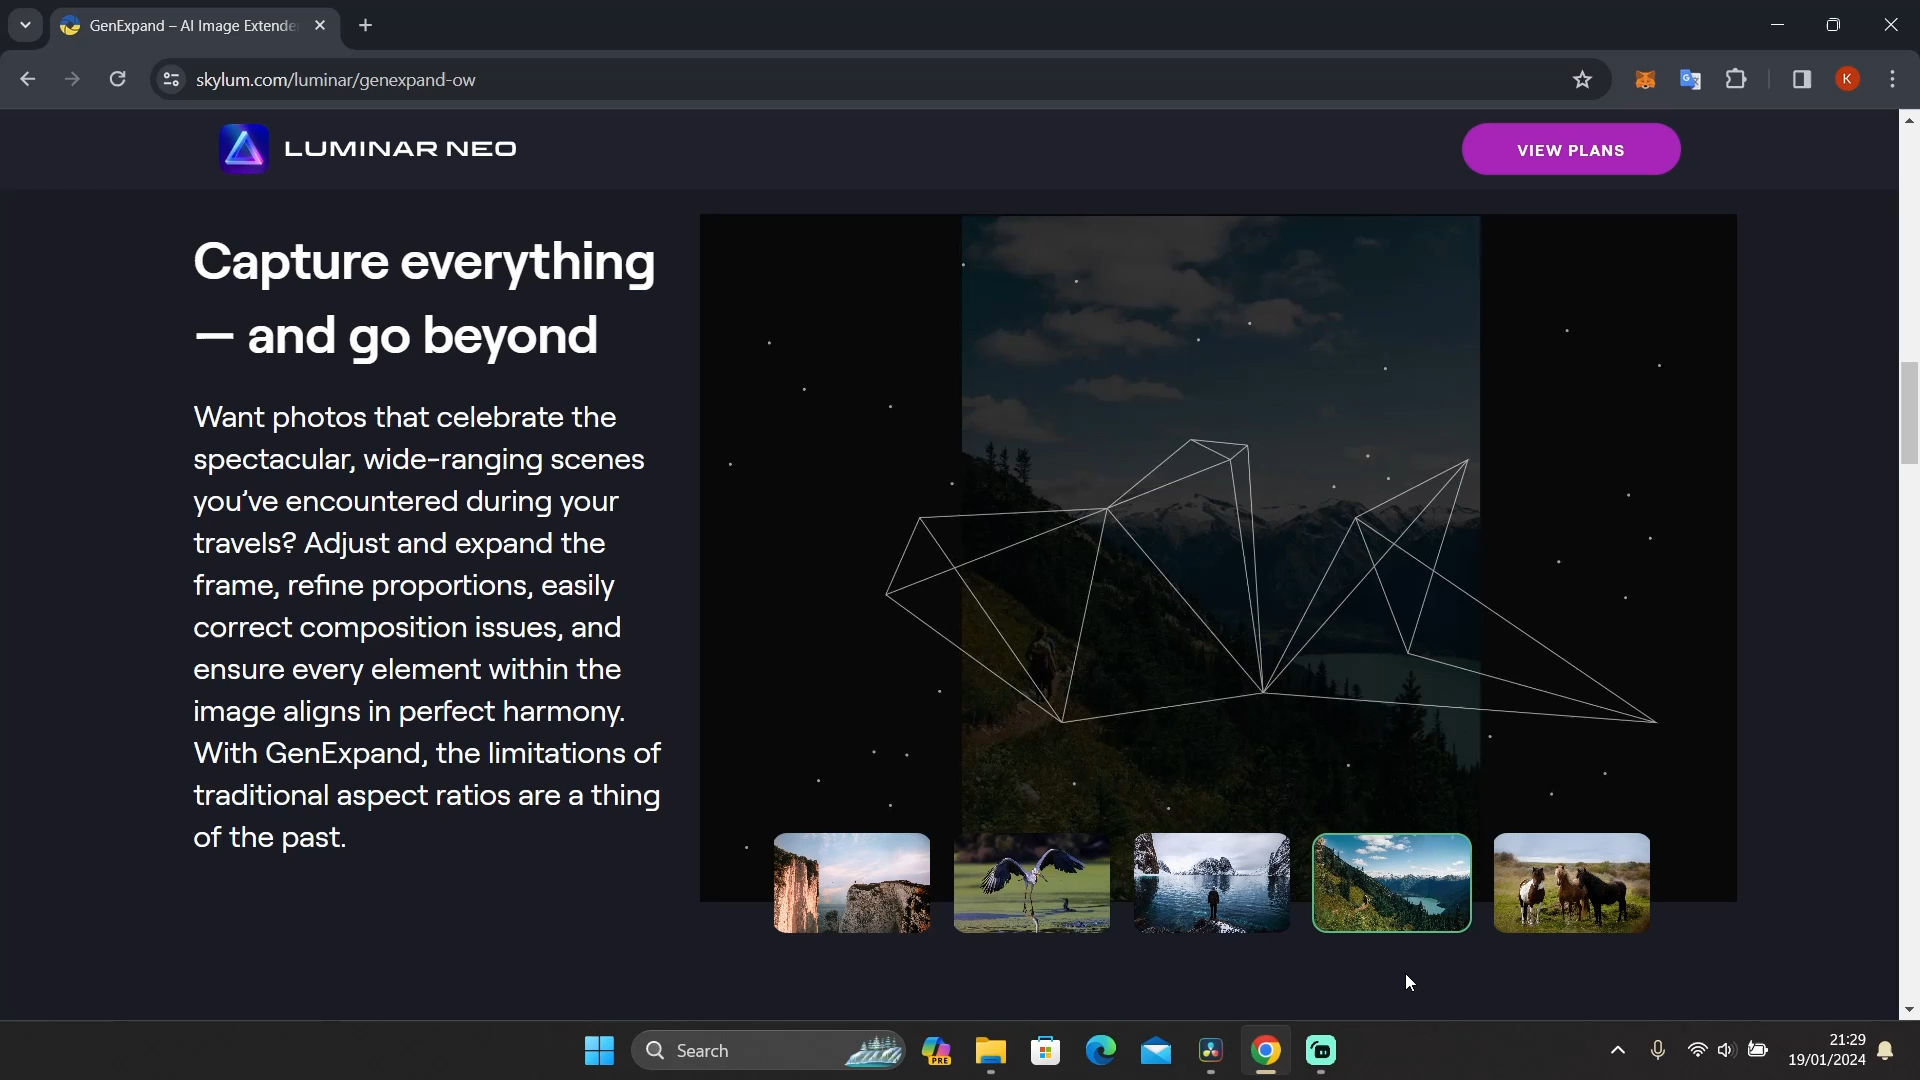 GenExpand – AI Image Extende
skylum.com/luminar/genexpand-ow
K
LUMINAR NEO
VIEW PLANS
Capture everything
— and go beyond
Want photos that celebrate the
spectacular, wide-ranging scenes
you’ve encountered during your
travels? Adjust and expand the
frame, refine proportions, easily
correct composition issues, and
ensure every element within the
image aligns in perfect harmony.
With GenExpand, the limitations of
traditional aspect ratios are a thing
of the past.
Search
PRE
21:29
19/01/2024